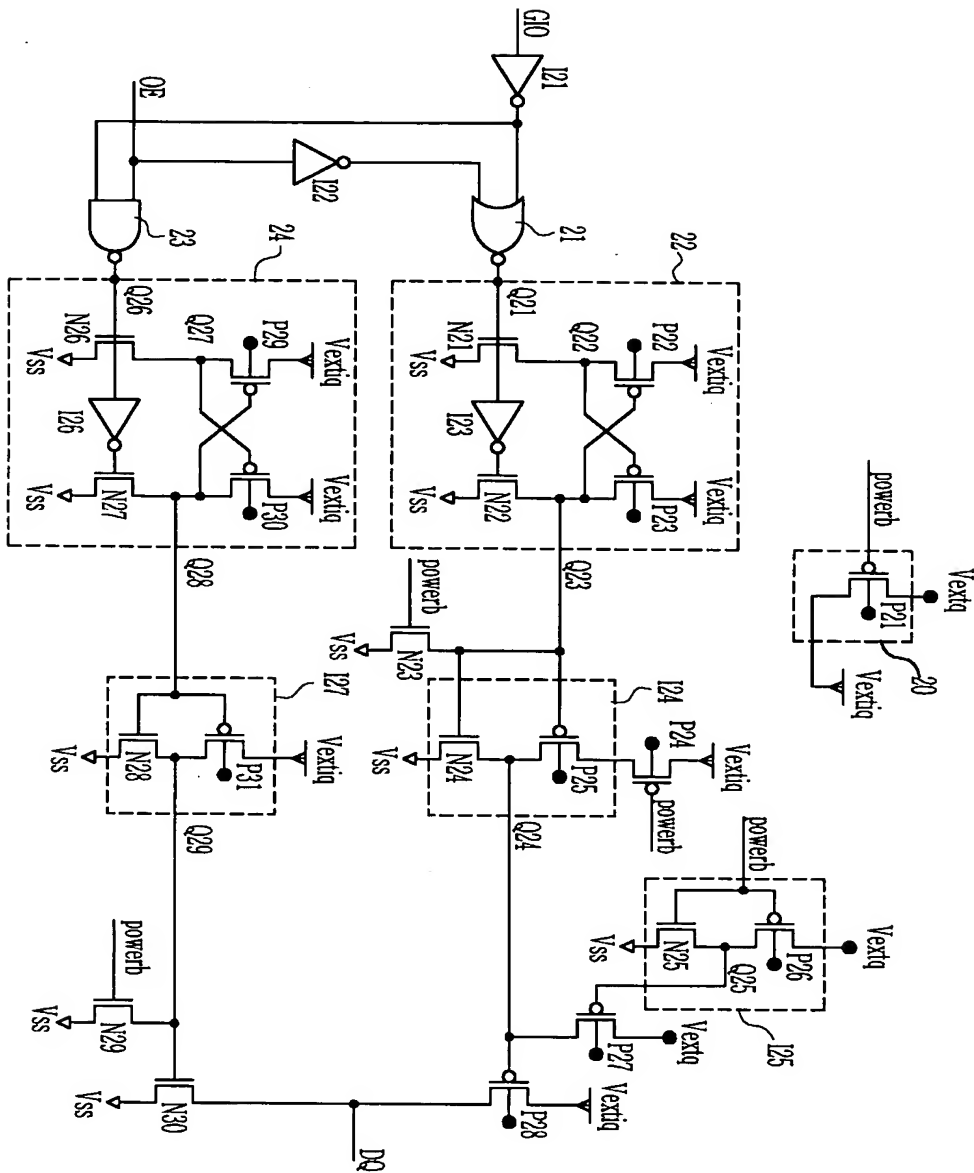 GIO
I21
OE
I22
21
23
22
Q21
N21
Vss
I23
N22
Vss
Q22
P22
Vextiq
P23
Vextiq
24
Q26
N26
Vss
I26
N27
Vss
Q27
P29
Vextiq
P30
Vextiq
powerb
P21
Vextq
20
Vextiq
Q23
powerb
N23
Vss
I24
N24
Vss
P25
P24
Vextiq
powerb
Q24
Q28
I27
N28
Vss
P31
Vextiq
Q29
powerb
N25
Vss
P26
Vextq
Q25
I25
P27
Vextq
P28
Vextiq
powerb
N29
Vss
N30
Vss
DQ